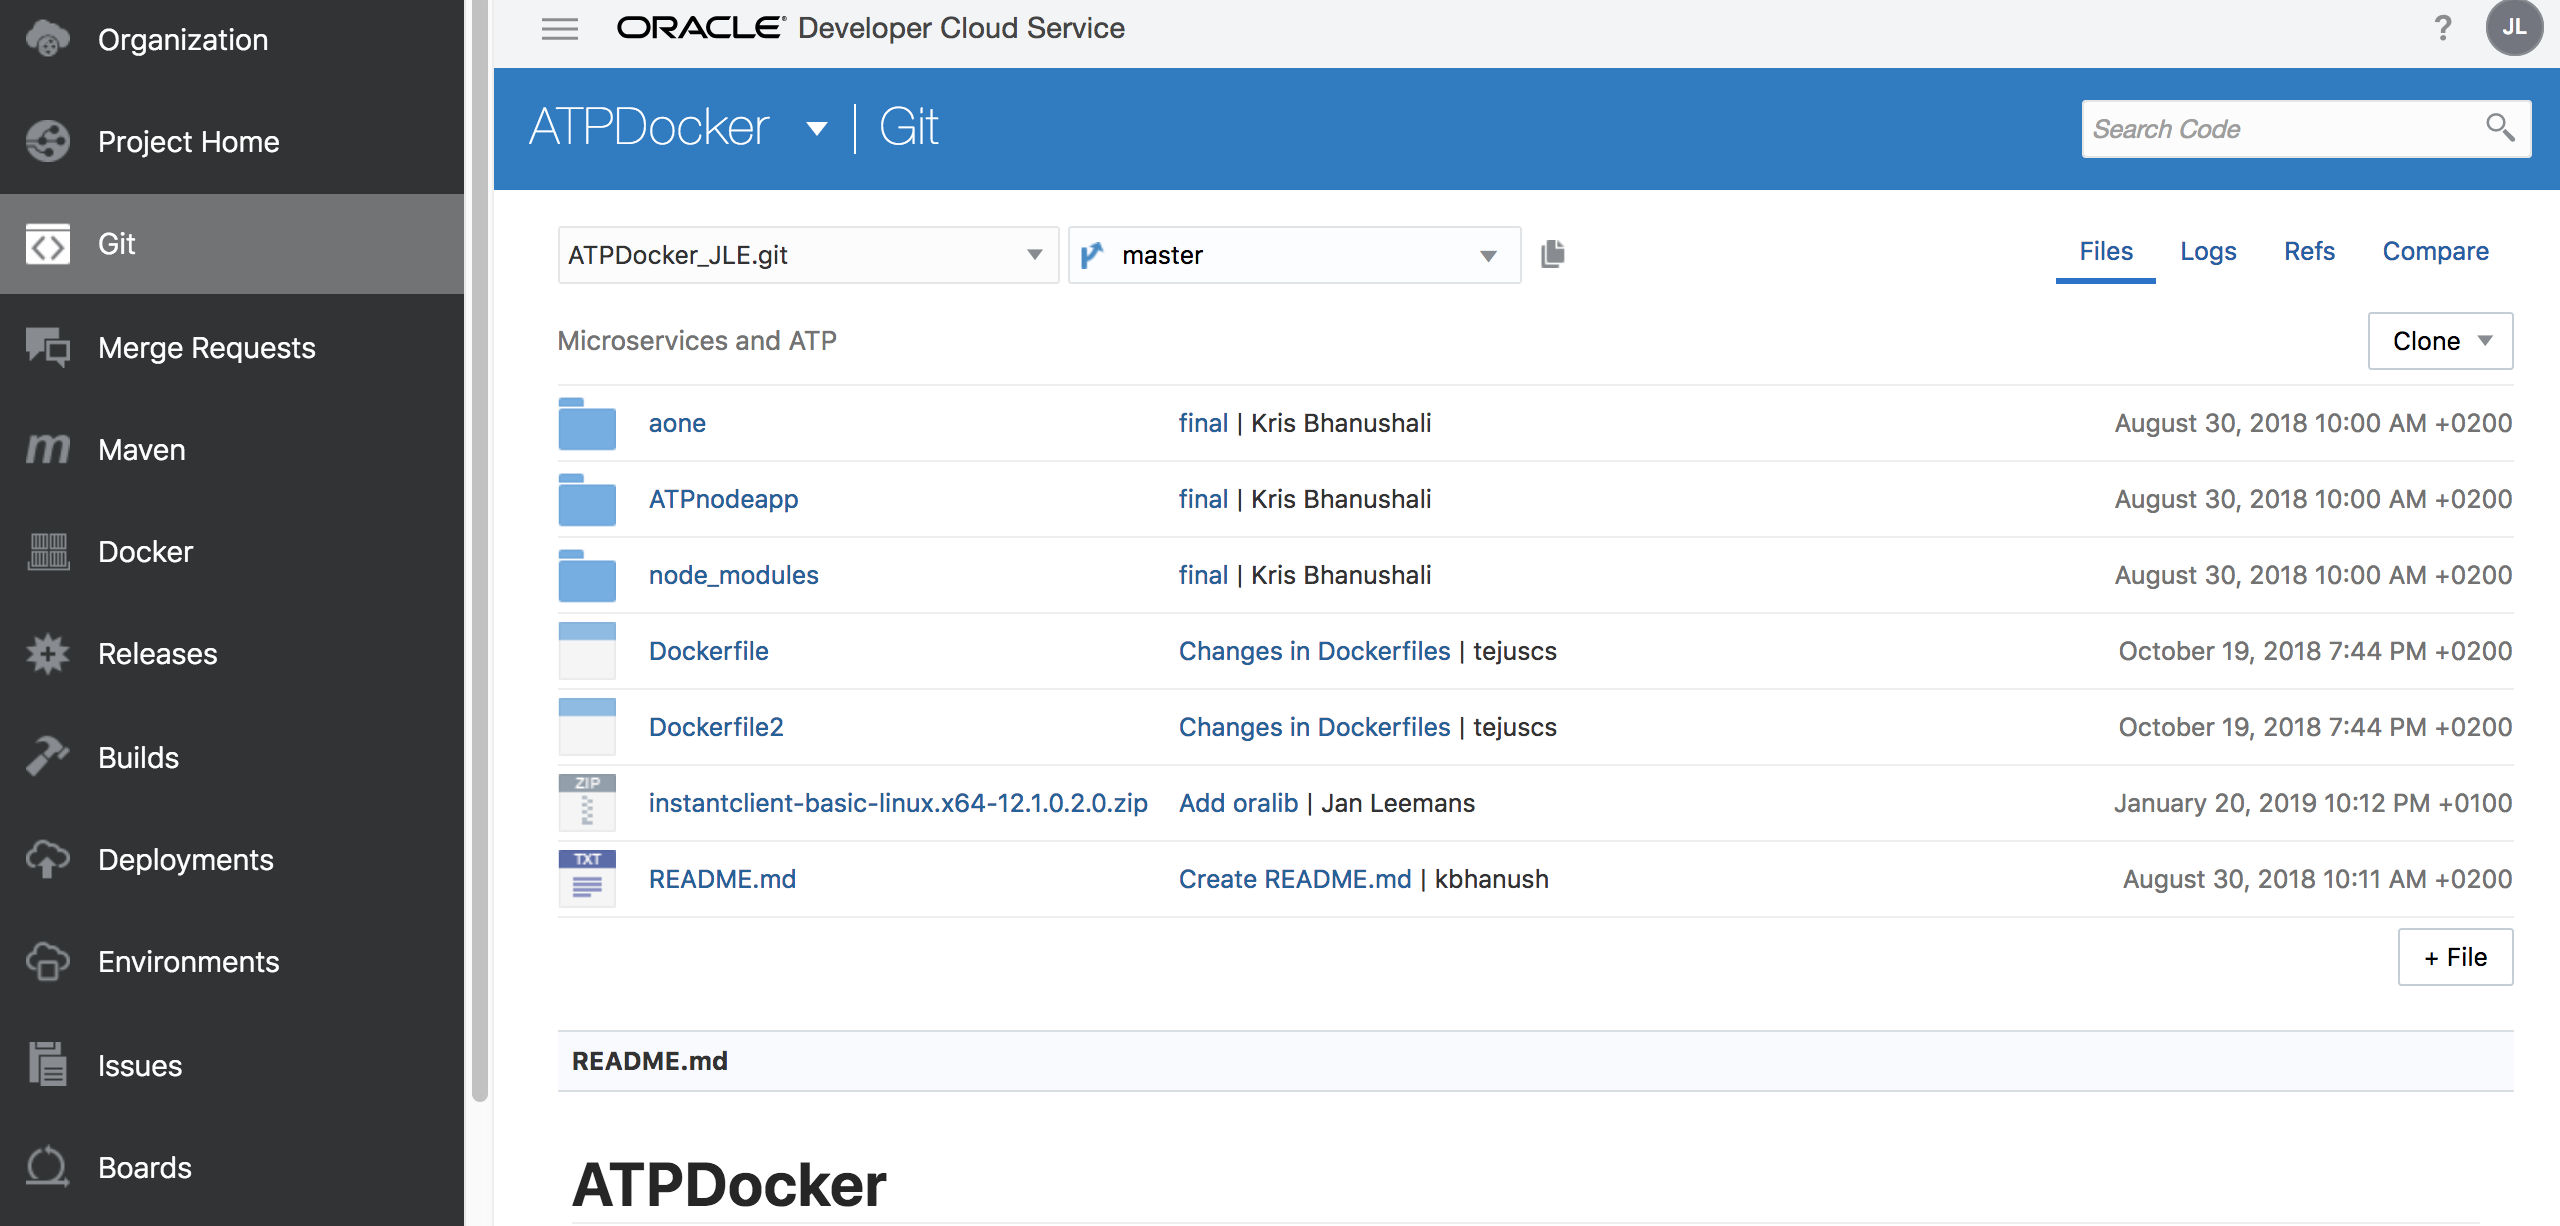 Organization
Project Home
Git
Merge Requests
m Maven
Docker
Releases
Builds
Deployments
Environments
Issues
Boards
ORACLE® Developer Cloud Service
? JL
ATPDocker | Git
Search Code
ATPDocker_JLE.git master
Files Logs Refs Compare
Microservices and ATP Clone
aone final | Kris Bhanushali August 30, 2018 10:00 AM +0200
ATPnodeapp final | Kris Bhanushali August 30, 2018 10:00 AM +0200
node_modules final | Kris Bhanushali August 30, 2018 10:00 AM +0200
Dockerfile Changes in Dockerfiles | tejuscs October 19, 2018 7:44 PM +0200
Dockerfile2 Changes in Dockerfiles | tejuscs October 19, 2018 7:44 PM +0200
ZIP instantclient-basic-linux.x64-12.1.0.2.0.zip Add oralib | Jan Leemans January 20, 2019 10:12 PM +0100
TXT README.md Create README.md | kbhanush August 30, 2018 10:11 AM +0200
+ File
README.md
ATPDocker